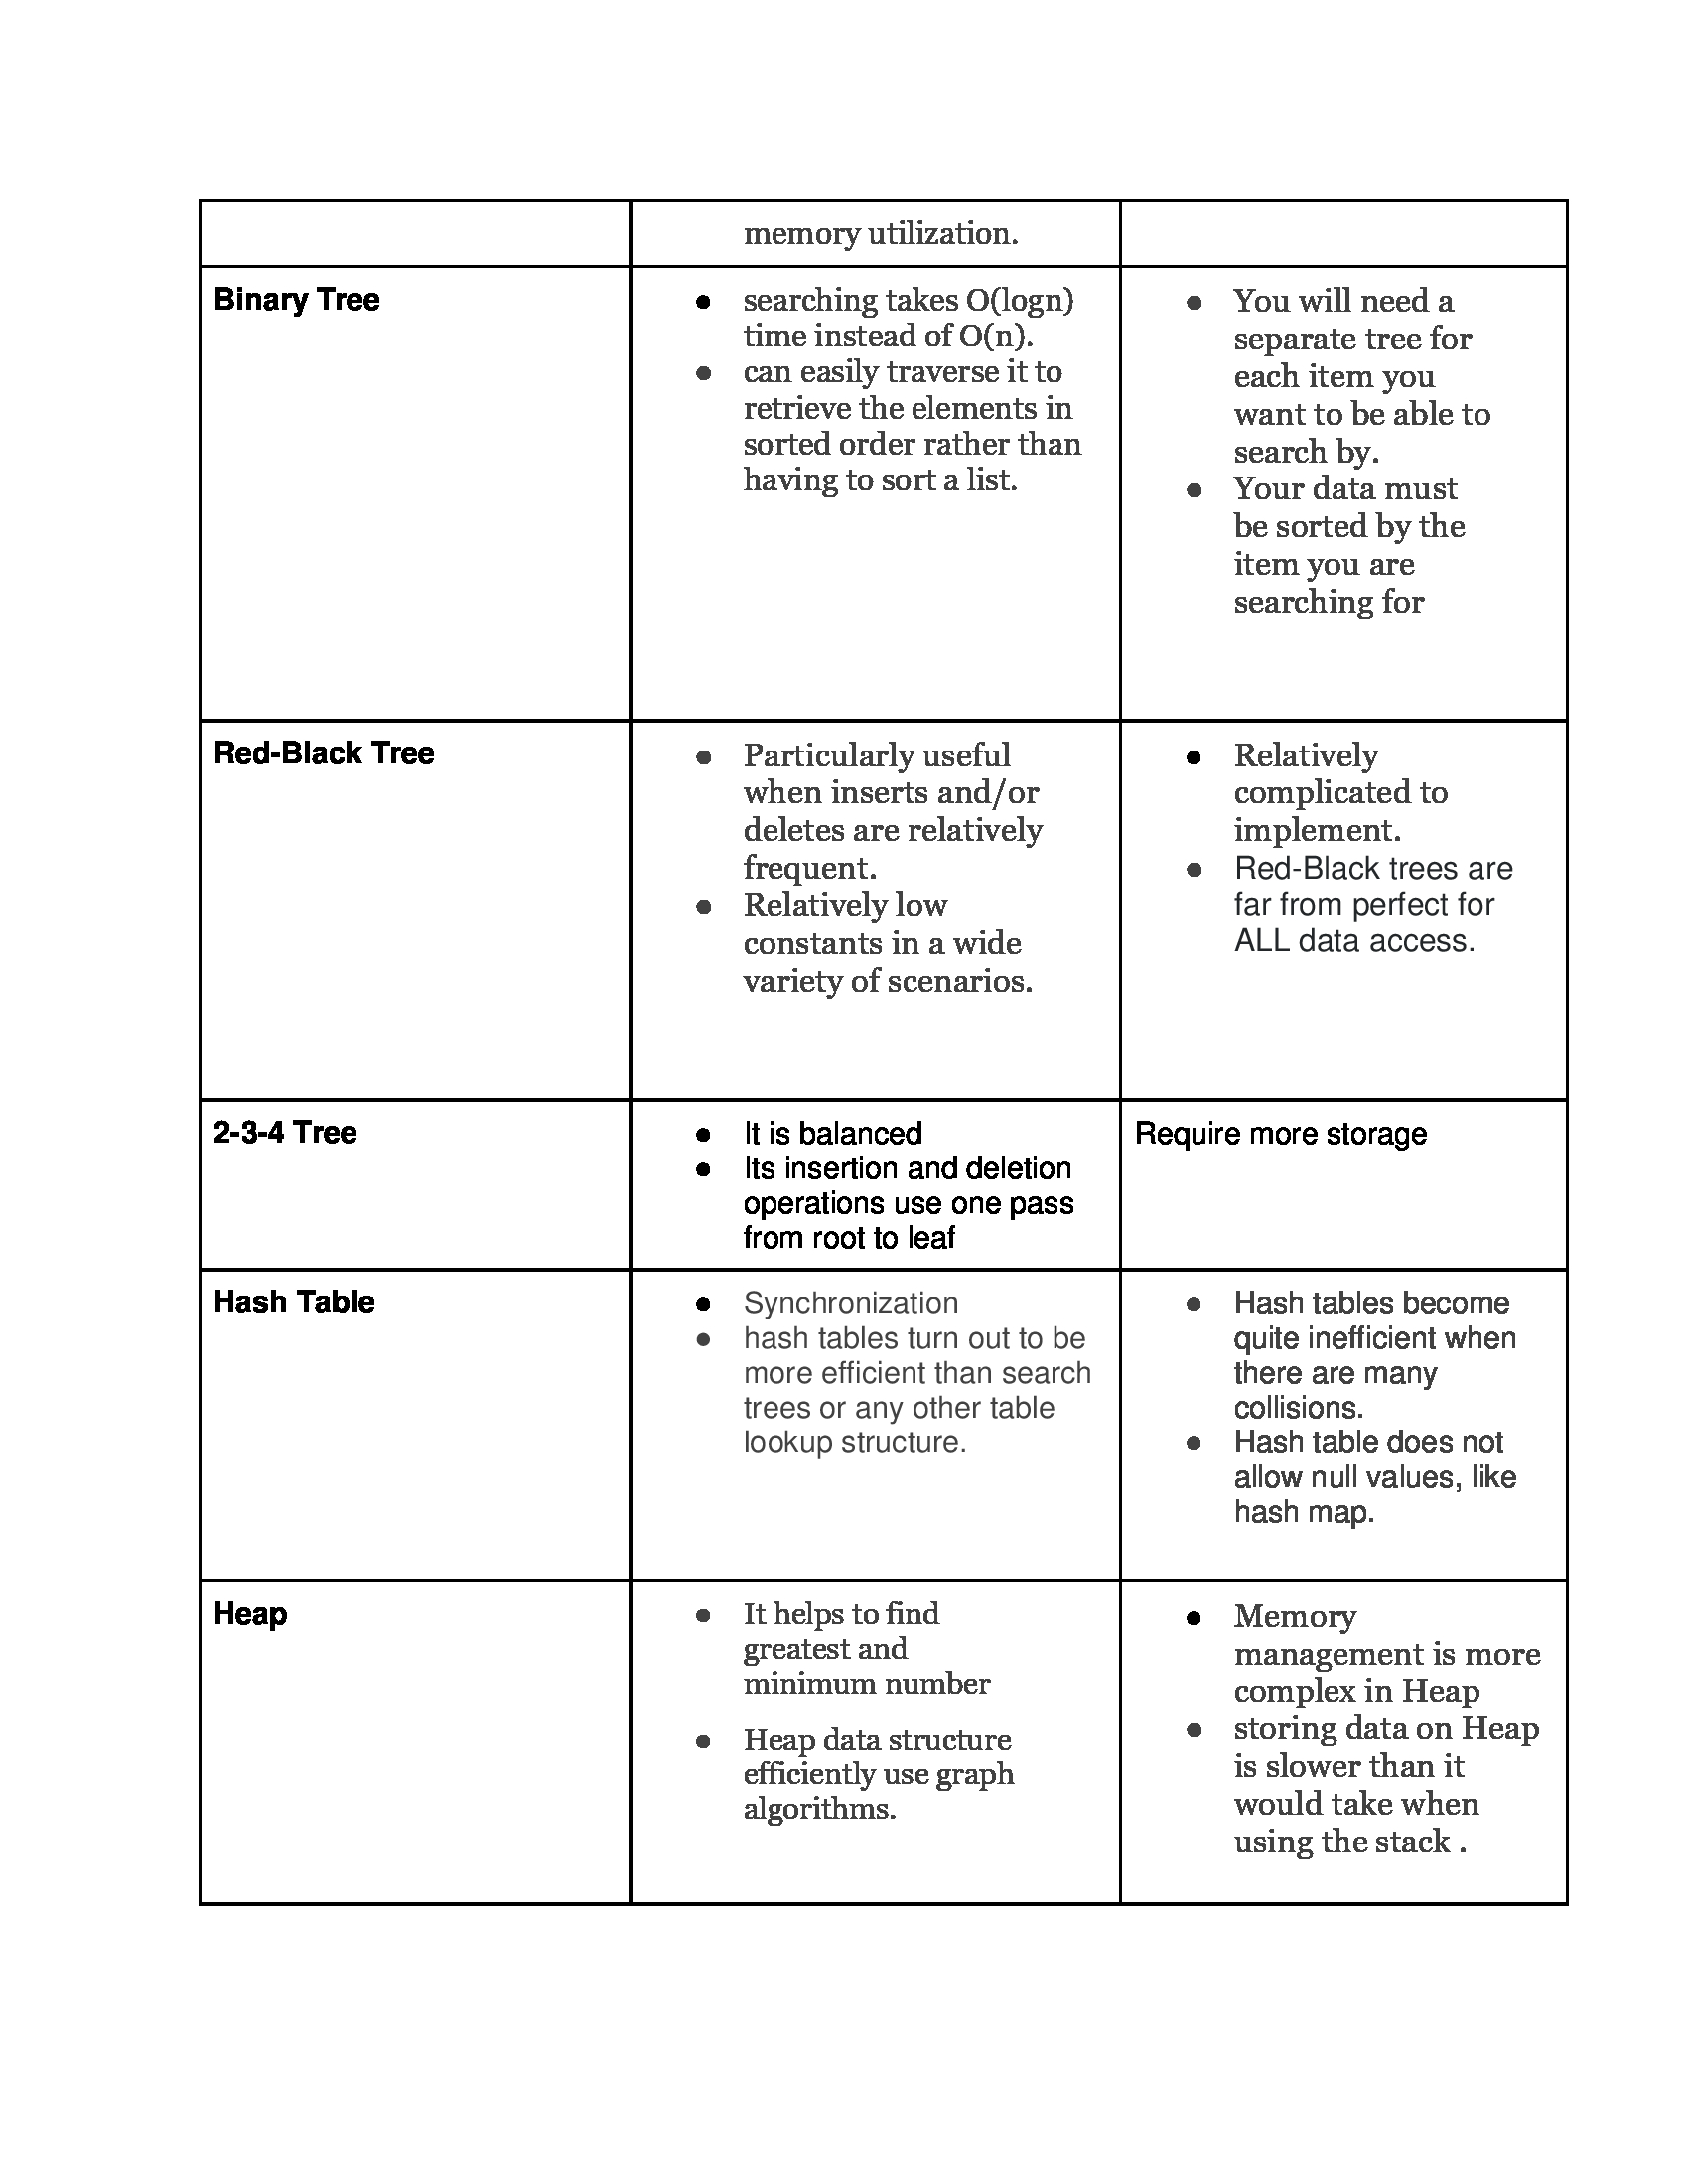 memory utilization.
Binary Tree
● searching takes O(logn)
time instead of O(n).
● can easily traverse it to
retrieve the elements in
sorted order rather than
having to sort a list.
● You will need a
separate tree for
each item you
want to be able to
search by.
● Your data must
be sorted by the
item you are
searching for
Red-Black Tree
● Particularly useful
when inserts and/or
deletes are relatively
frequent.
● Relatively low
constants in a wide
variety of scenarios.
● Relatively
complicated to
implement.
● Red-Black trees are
far from perfect for
ALL data access.
2-3-4 Tree
● It is balanced
● Its insertion and deletion
operations use one pass
from root to leaf
Require more storage
Hash Table
● Synchronization
● hash tables turn out to be
more efficient than search
trees or any other table
lookup structure.
● Hash tables become
quite inefficient when
there are many
collisions.
● Hash table does not
allow null values, like
hash map.
Heap
● It helps to find
greatest and
minimum number
● Heap data structure
efficiently use graph
algorithms.
● Memory
management is more
complex in Heap
● storing data on Heap
is slower than it
would take when
using the stack .